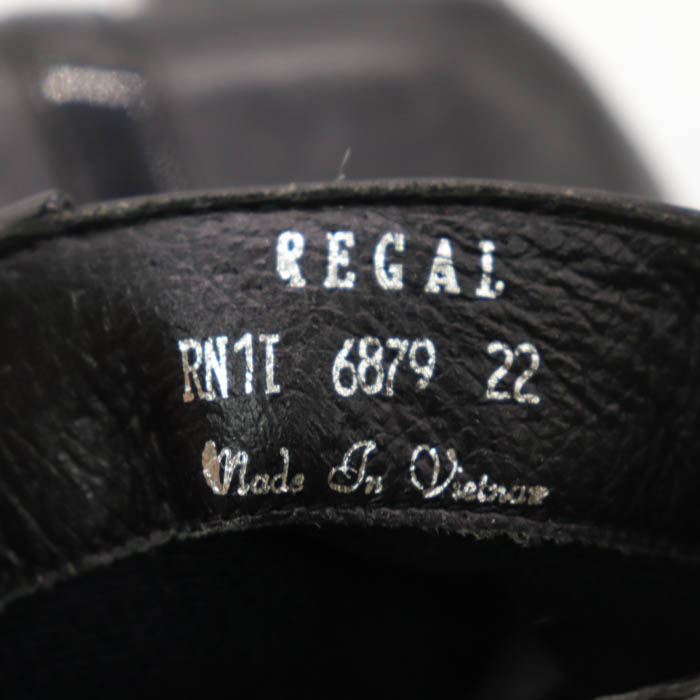 REGAL
RN1I 6879 22
Made In Vietnam